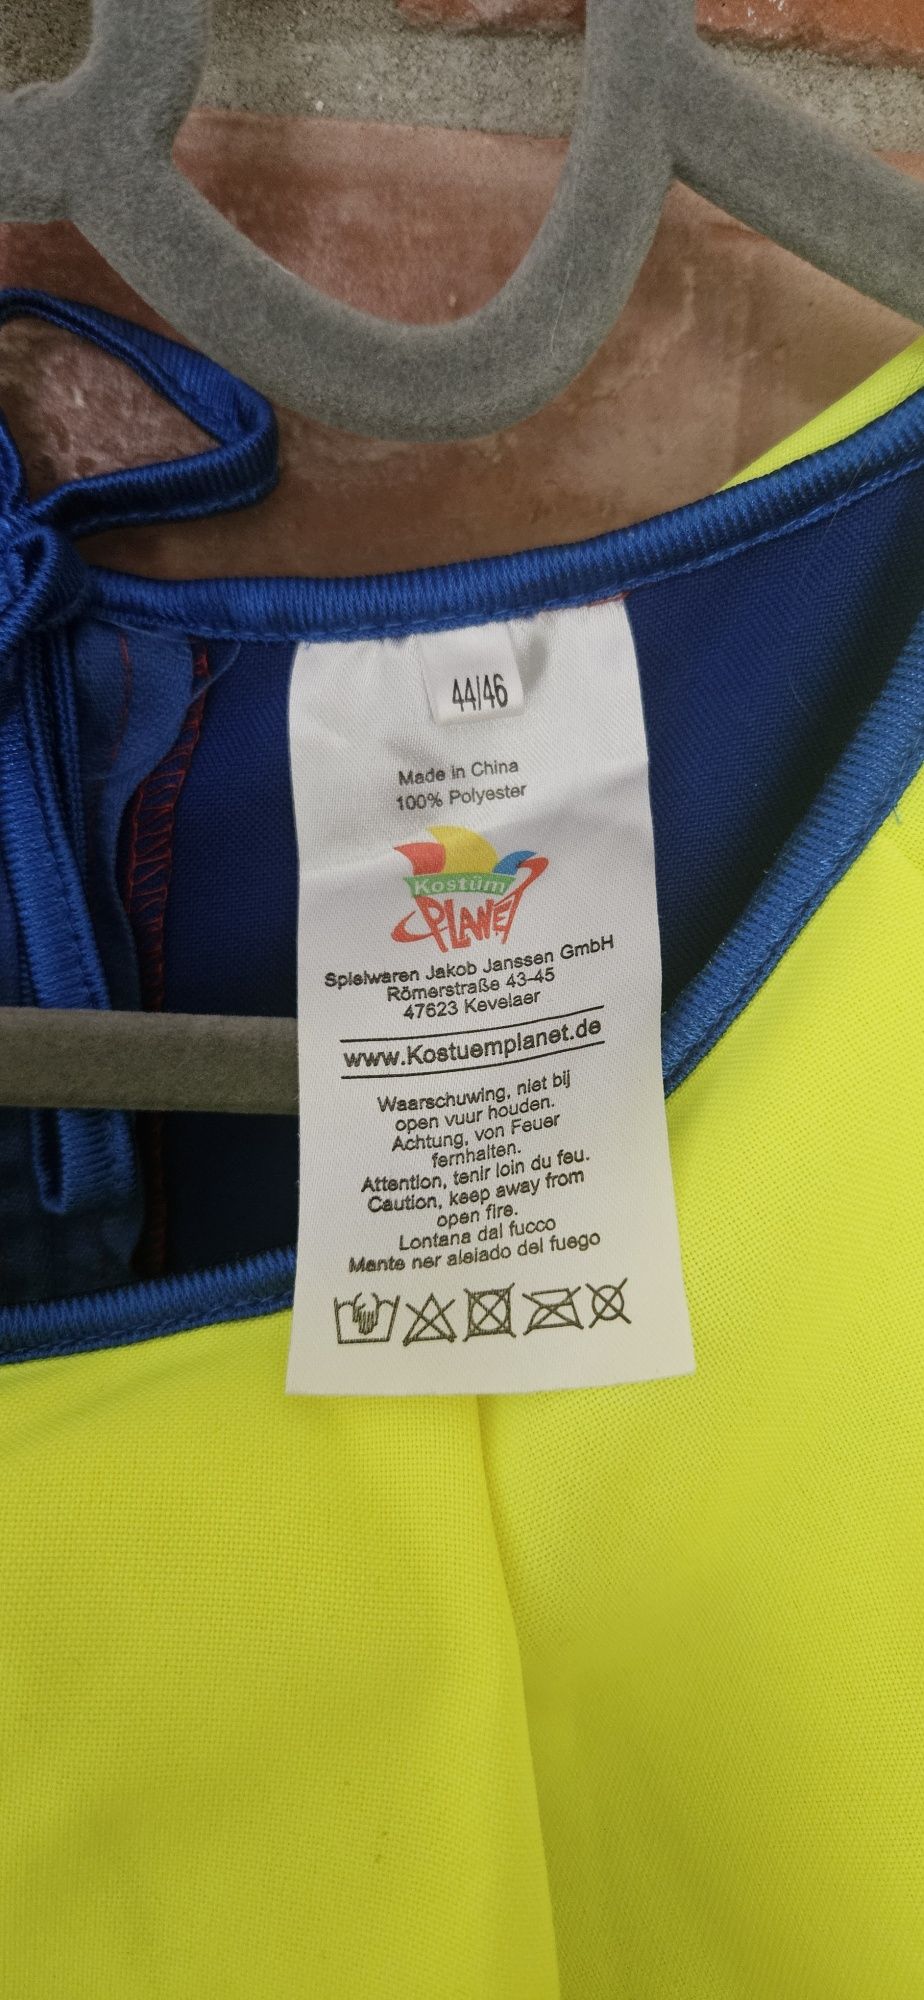 44/46
Made in China
100% Polyester
Kostüm
PLANET
Spielwaren Jakob Janssen GmbH
Römerstraße 43-45
47623 Kevelaer
www.Kostuemplanet.de
Waarschuwing, niet bij
open vuur houden.
Achtung, von Feuer
fernhalten.
Attention, tenir loin du feu.
Caution, keep away from
open fire.
Lontana dal fucco
Mante ner aleiado del fuego